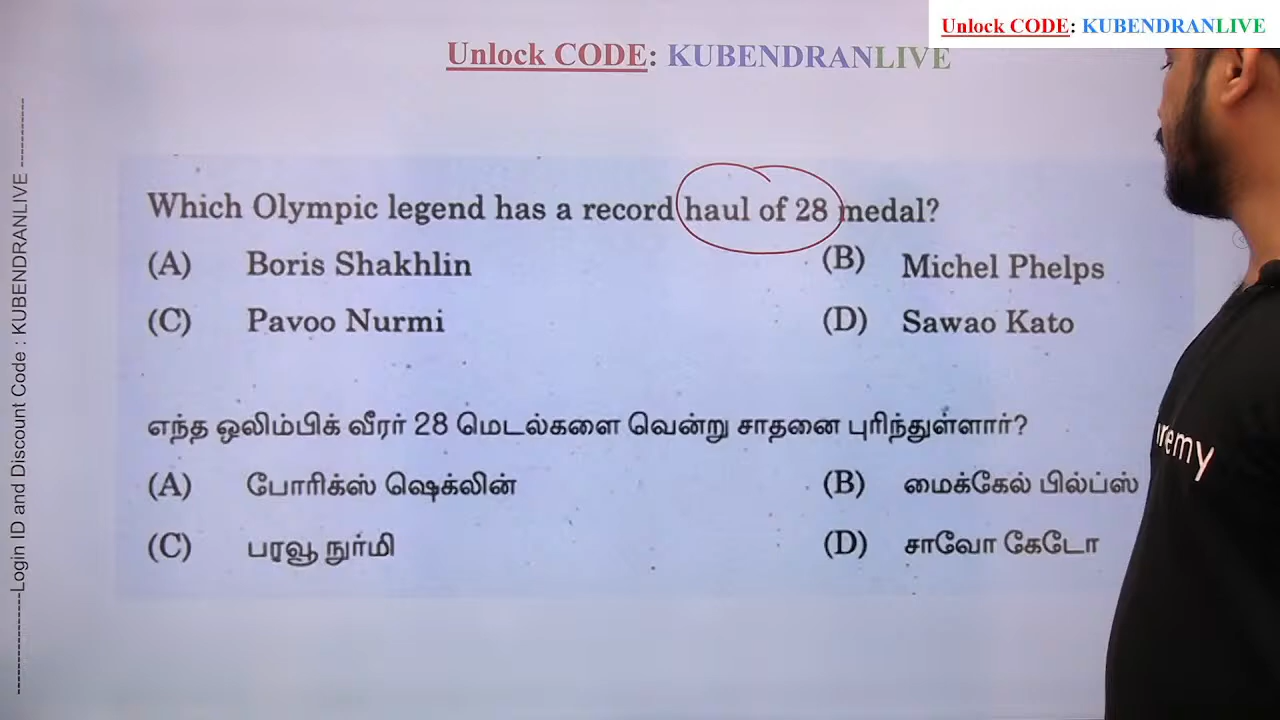 Unlock CODE: KUBENDRANLIVE
Unlock CODE: KUBENDRANLIVE
Which Olympic legend has a record haul of 28 medal?
(A) Boris Shakhlin
(B) Michel Phelps
(C) Pavoo Nurmi
(D) Sawao Kato
எந்த ஒலிம்பிக் வீரர் 28 மெடல்களை வென்று சாதனை புரிந்துள்ளார்?
(A) போரிக்ஸ் ஷெக்லின்
(B) மைக்கேல் பில்ப்ஸ்
(C) பரவூ நுர்மி
(D) சாவோ கேடோ
---------------Login ID and Discount Code : KUBENDRANLIVE -----------